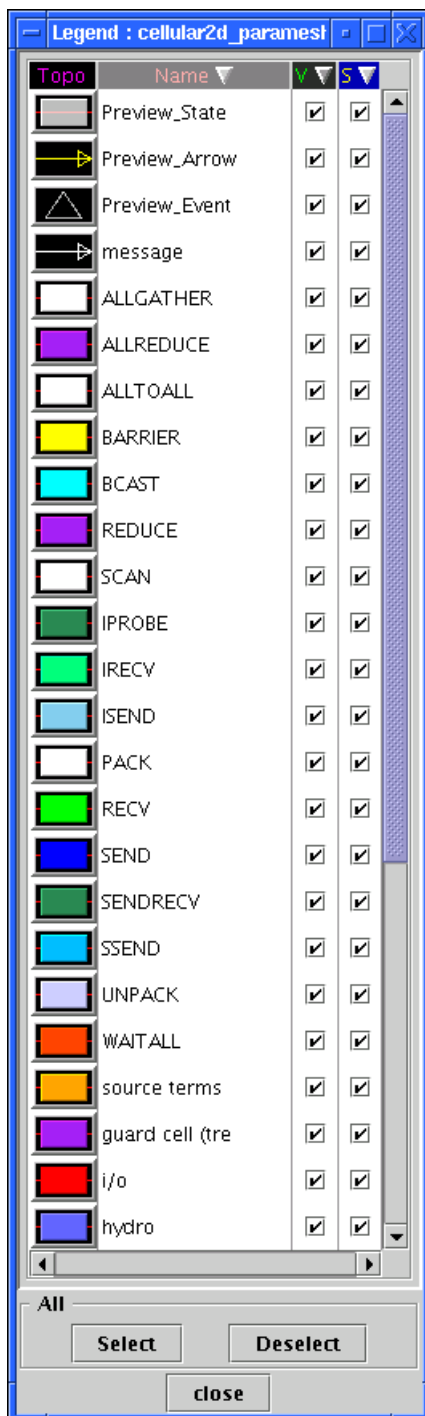 Legend : cellular2d_paramesh
Topo Name V S
Preview_State
Preview_Arrow
Preview_Event
message
ALLGATHER
ALLREDUCE
ALLTOALL
BARRIER
BCAST
REDUCE
SCAN
IPROBE
IRECV
ISEND
PACK
RECV
SEND
SENDRECV
SSEND
UNPACK
WAITALL
source terms
guard cell (tre
i/o
hydro
All
Select Deselect
close